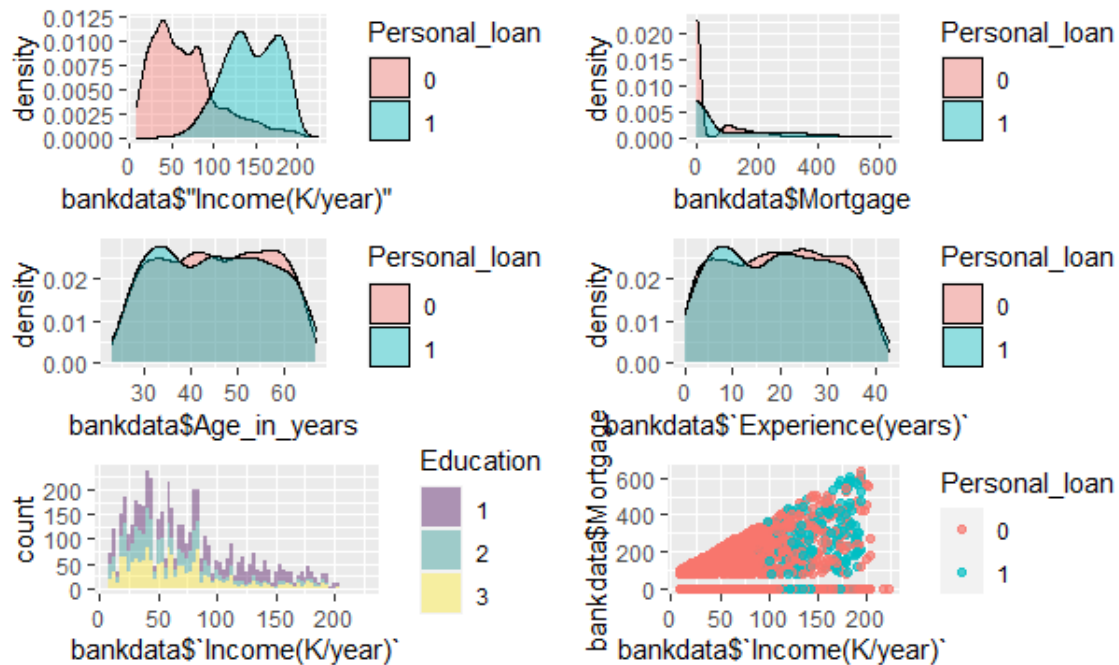 density
0.0125
0.0100
0.0075
0.0050
0.0025
0.0000
0 50 100 150 200
bankdata$"Income(K/year)"
Personal_loan
0
1
density
0.020
0.015
0.010
0.005
0.000
0 200 400 600
bankdata$Mortgage
Personal_loan
0
1
density
0.02
0.01
0.00
30 40 50 60
bankdata$Age_in_years
Personal_loan
0
1
density
0.02
0.01
0.00
0 10 20 30 40
bankdata$`Experience(years)`
Personal_loan
0
1
count
200
150
100
50
0
0 50 100 150 200
bankdata$`Income(K/year)`
Education
1
2
3
bankdata$Mortgage
600
400
200
0
0 50 100 150 200
bankdata$`Income(K/year)`
Personal_loan
0
1